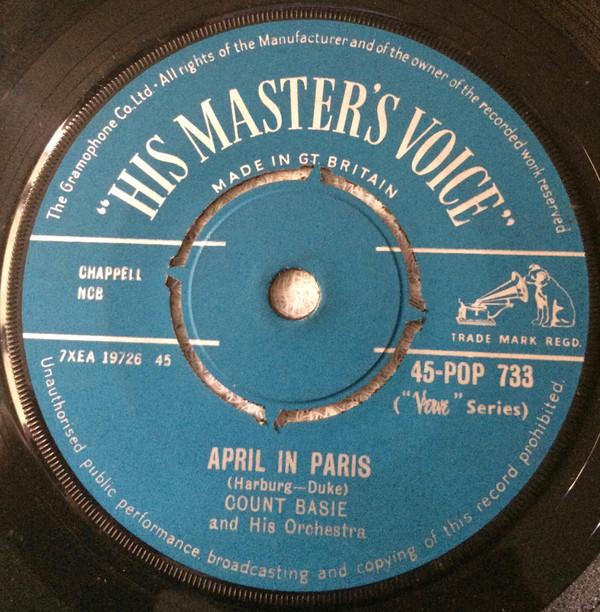 The Gramophone Co. Ltd · All rights of the Manufacturer and of the owner of the recorded work reserved
"HIS MASTER'S VOICE"
MADE IN GT. BRITAIN
CHAPPELL
NCB
TRADE MARK REGD.
7XEA 19726 45
45-POP 733
("Verve" Series)
APRIL IN PARIS
(Harburg—Duke)
COUNT BASIE
and His Orchestra
Unauthorised public performance, broadcasting and copying of this record prohibited.